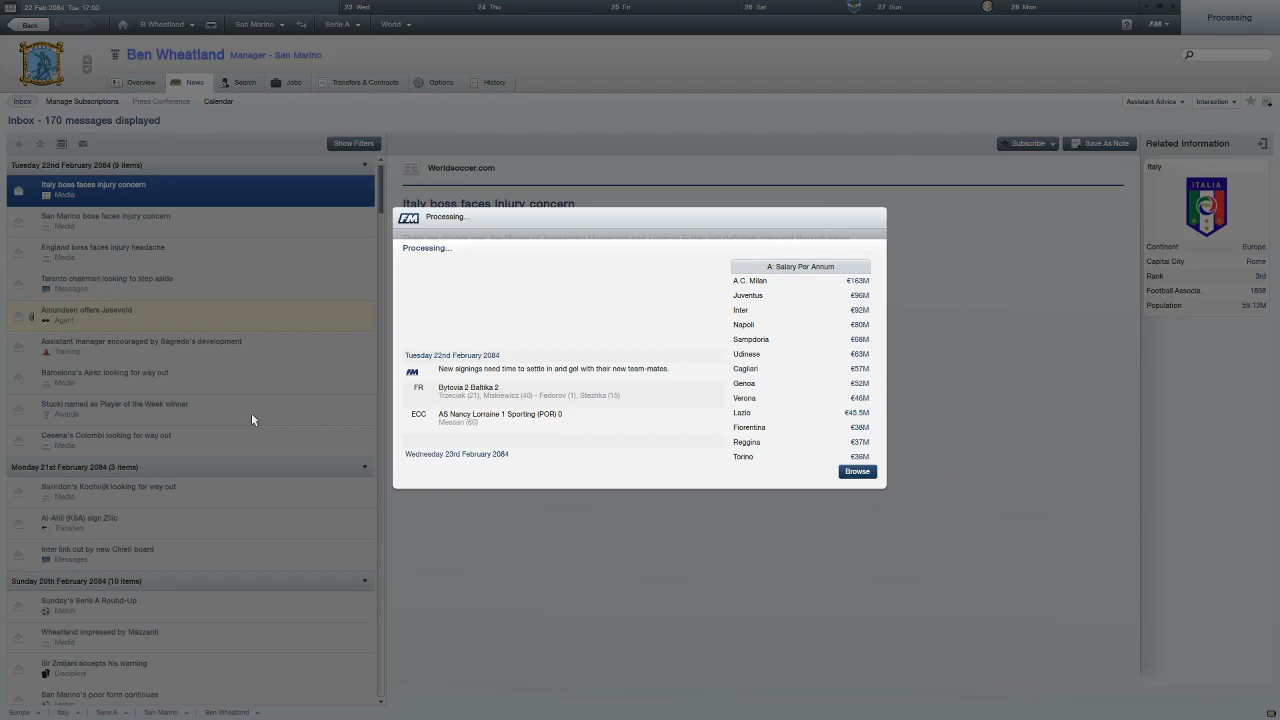 22 Feb 2084 Tue 17:00
23 Wed
24 Thu
25 Fri
26 Sat
27 Sun
28 Mon
Processing
Back
B Wheatland
San Marino
Serie A
World
?
FM
Ben Wheatland Manager - San Marino
Overview
News
Search
Jobs
Transfers & Contracts
Options
History
Inbox
Manage Subscriptions
Press Conference
Calendar
Assistant Advice
Interaction
Inbox - 170 messages displayed
Show Filters
Subscribe
Save As Note
Related Information
Tuesday 22nd February 2084 (9 items)
Italy boss faces injury concern
Media
San Marino boss faces injury concern
Media
England boss faces injury headache
Media
Taranto chairman looking to step aside
Messages
Amundsen offers Jøsevold
Agent
Assistant manager encouraged by Sagredo's development
Training
Barcelona's Airez looking for way out
Media
Stucki named as Player of the Week winner
Awards
Cesena's Colombi looking for way out
Media
Monday 21st February 2084 (3 items)
Swindon's Kootwijk looking for way out
Media
Al-Ahli (KSA) sign Zilic
Transfers
Inter link cut by new Chieti board
Messages
Sunday 20th February 2084 (10 items)
Sunday's Serie A Round-Up
Match
Wheatland impressed by Mazzanti
Media
Ilir Zmijani accepts his warning
Discipline
San Marino's poor form continues
Match
Worldsoccer.com
Italy boss faces injury concern
FM Processing...
Processing...
Tuesday 22nd February 2084
FM New signings need time to settle in and gel with their new team-mates.
FR Bytovia 2 Baltika 2
Trzeciak (21), Miskiewicz (40) - Fedorov (1), Stezhka (15)
ECC AS Nancy Lorraine 1 Sporting (POR) 0
Messan (60)
Wednesday 23rd February 2084
A: Salary Per Annum
A.C. Milan €163M
Juventus €96M
Inter €92M
Napoli €80M
Sampdoria €68M
Udinese €63M
Cagliari €57M
Genoa €52M
Verona €46M
Lazio €45.5M
Fiorentina €38M
Reggina €37M
Torino €36M
Browse
Italy
ITALIA
Continent Europe
Capital City Rome
Rank 3rd
Football Associa... 1898
Population 59.13M
Europe
Italy
Serie A
San Marino
Ben Wheatland